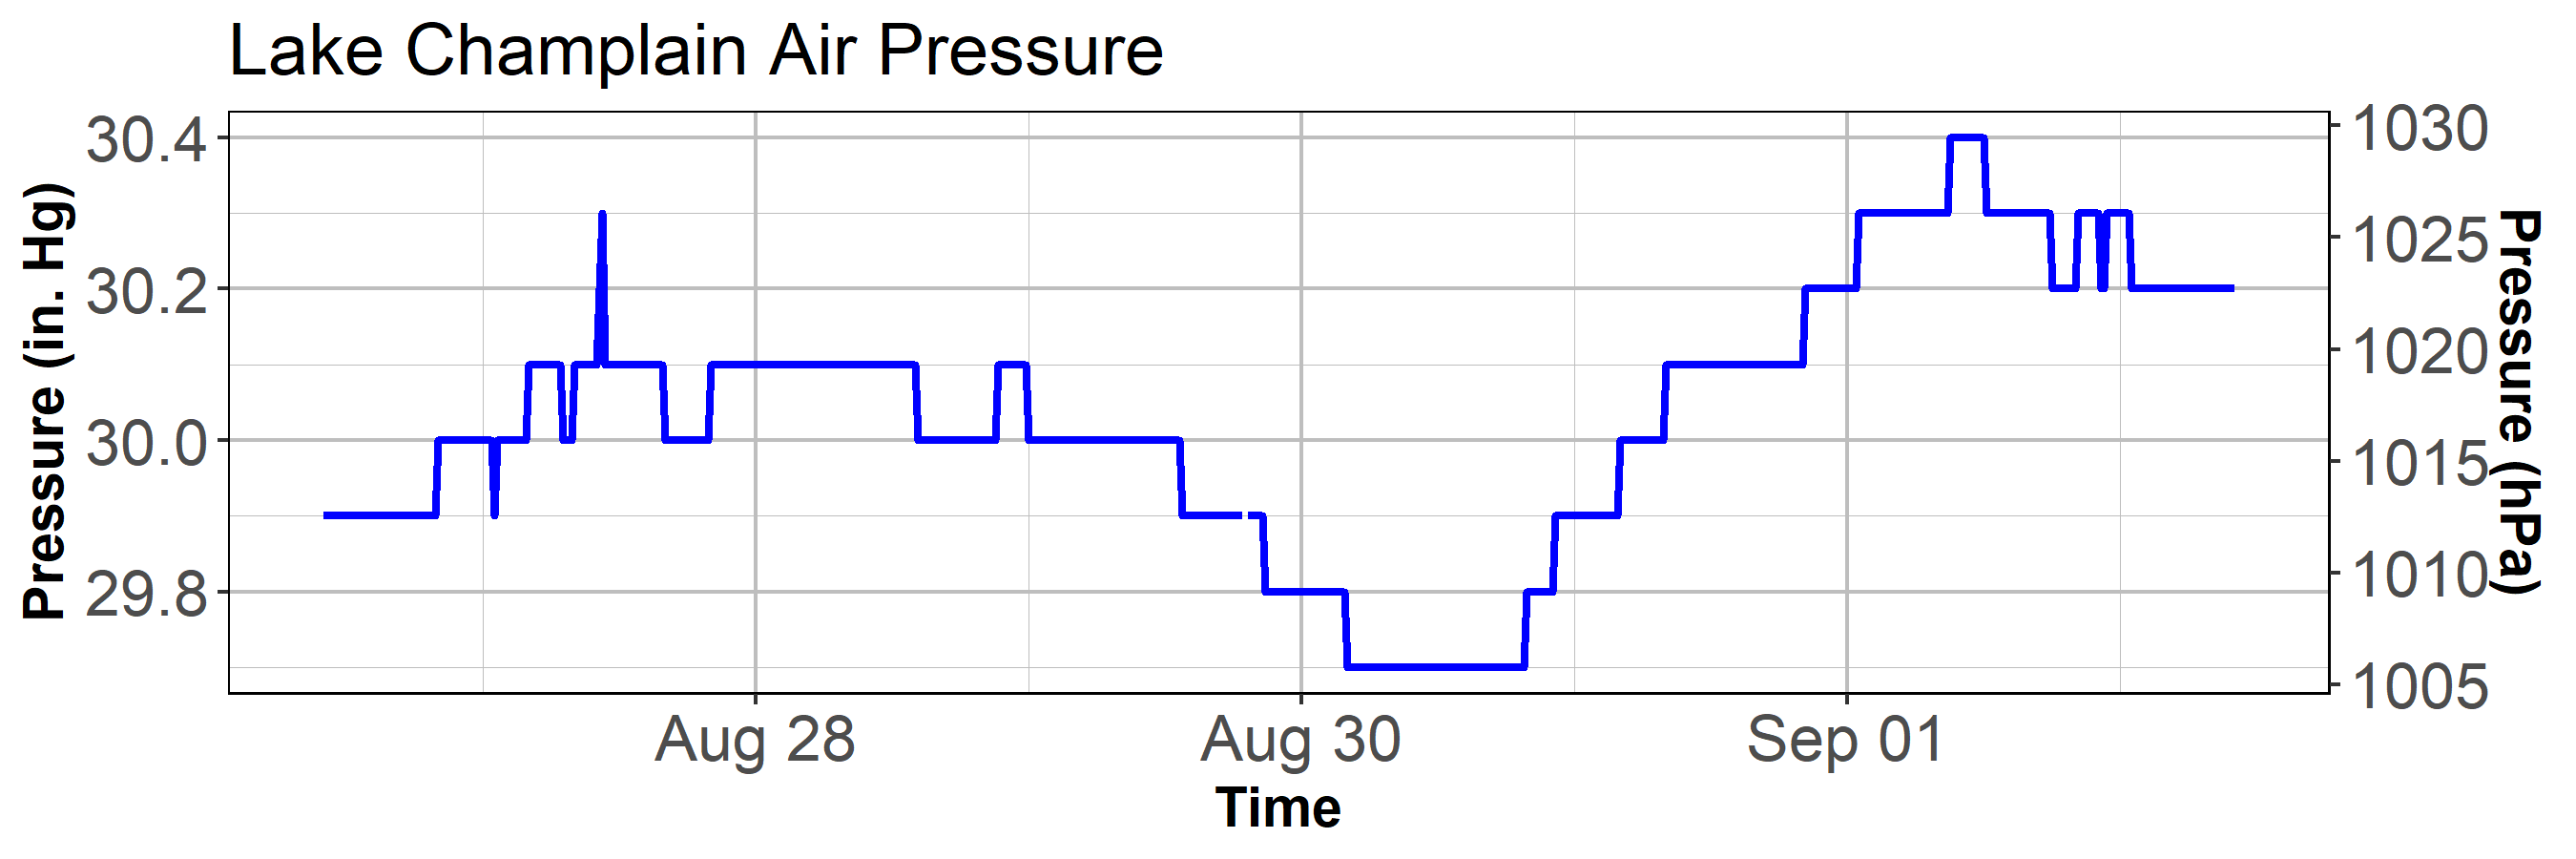 Lake Champlain Air Pressure
Pressure (in. Hg)
30.4
30.2
30.0
29.8
1030
1025
1020
1015
1010
1005
Pressure (hPa)
Aug 28 Aug 30 Sep 01
Time